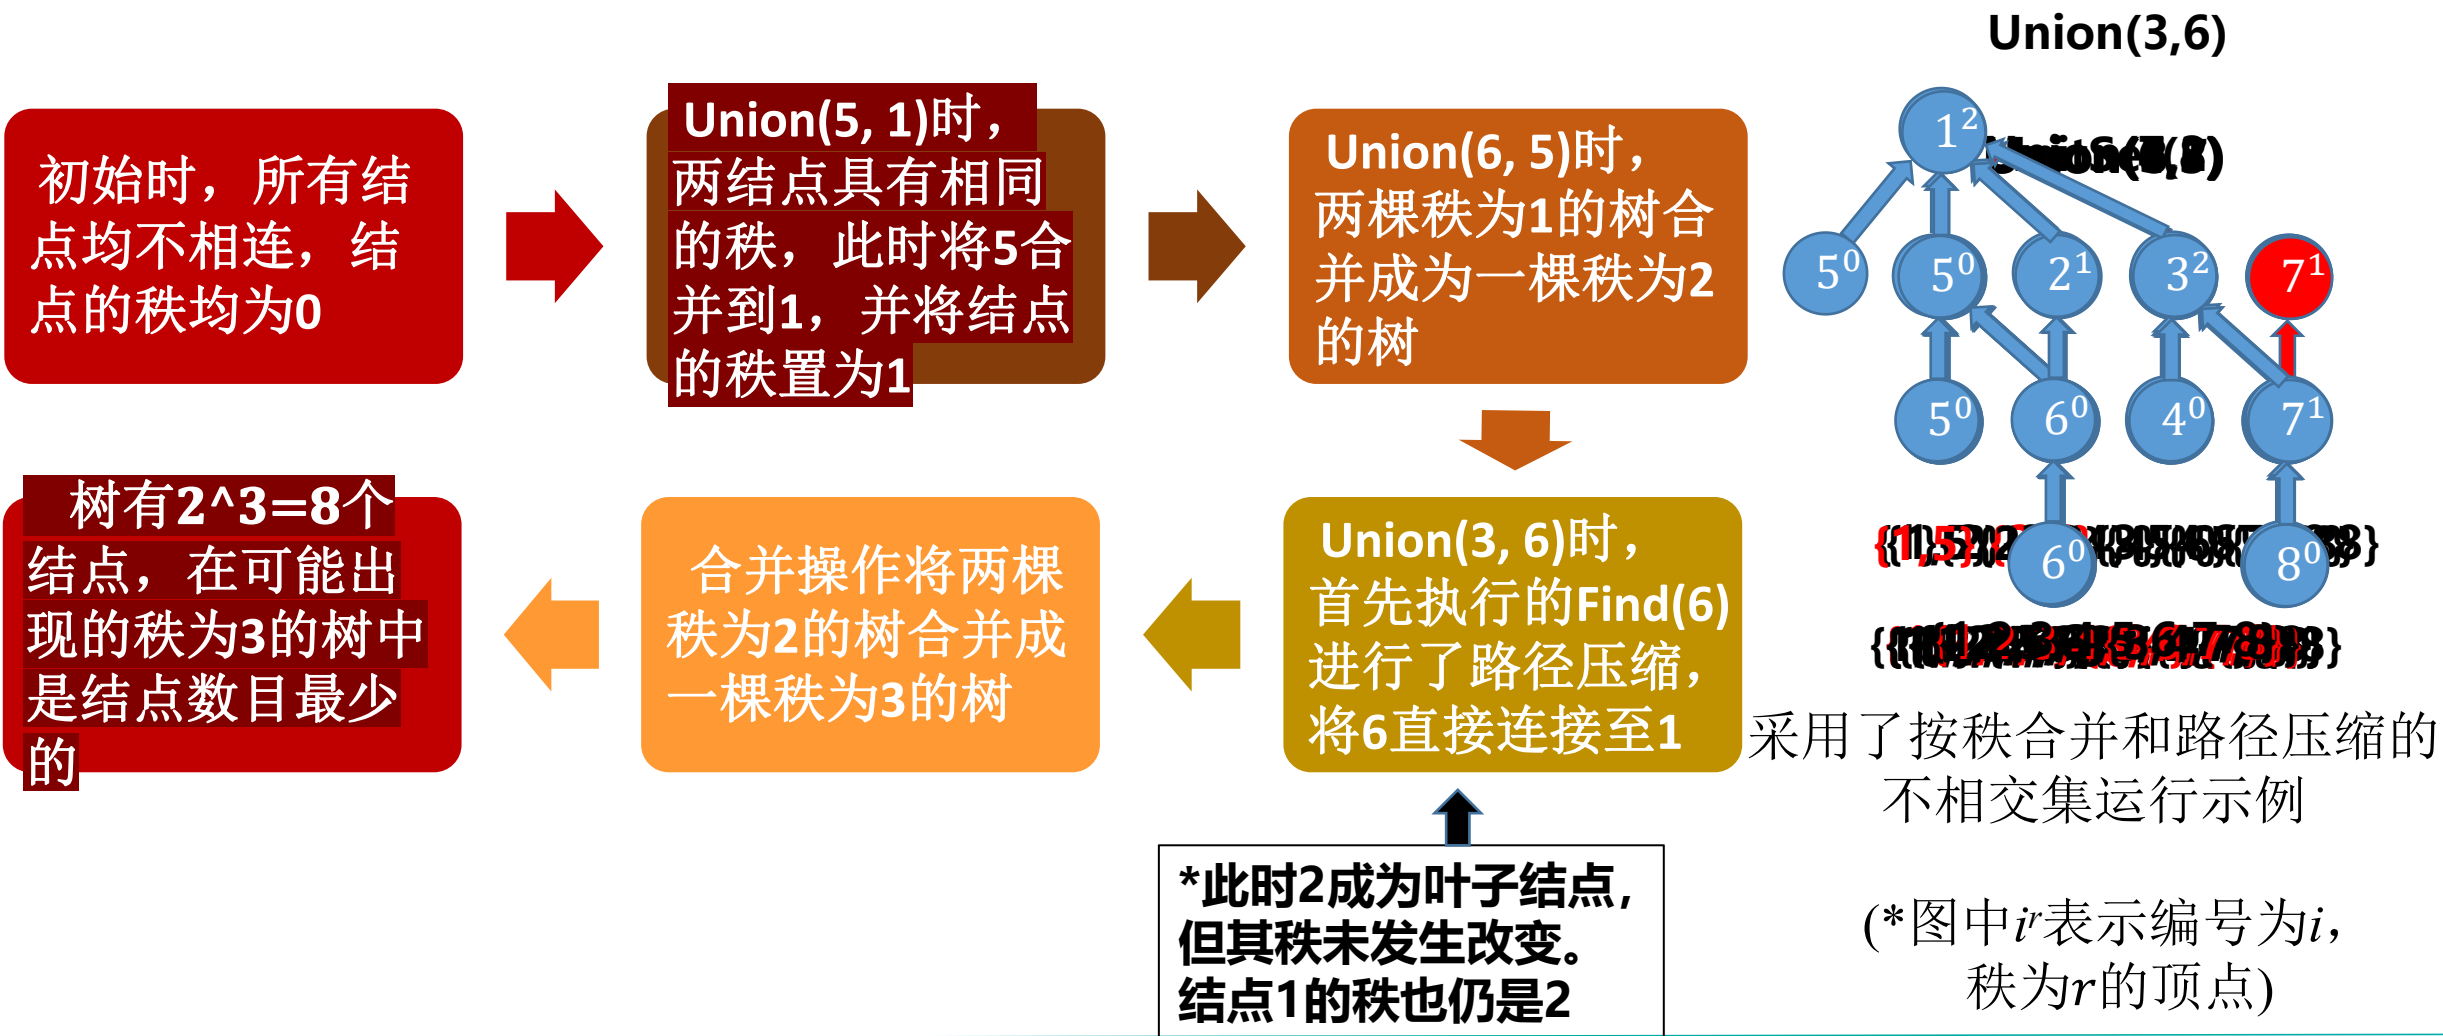 初始时，所有结
点均不相连，结
点的秩均为0
Union(5, 1)时，
两结点具有相同
的秩，此时将5合
并到1，并将结点
的秩置为1
Union(6, 5)时，
两棵秩为1的树合
并成为一棵秩为2
的树
Union(3, 6)时，
首先执行的Find(6)
进行了路径压缩，
将6直接连接至1
合并操作将两棵
秩为2的树合并成
一棵秩为3的树
树有2^3=8个
结点，在可能出
现的秩为3的树中
是结点数目最少
的
*此时2成为叶子结点，
但其秩未发生改变。
结点1的秩也仍是2
Union(3,6)
1²
5⁰ 5⁰ 2¹ 3² 7¹
5⁰ 6⁰ 4⁰ 7¹
6⁰ 8⁰
采用了按秩合并和路径压缩的
不相交集运行示例
(*图中iʳ表示编号为i，
秩为r的顶点)